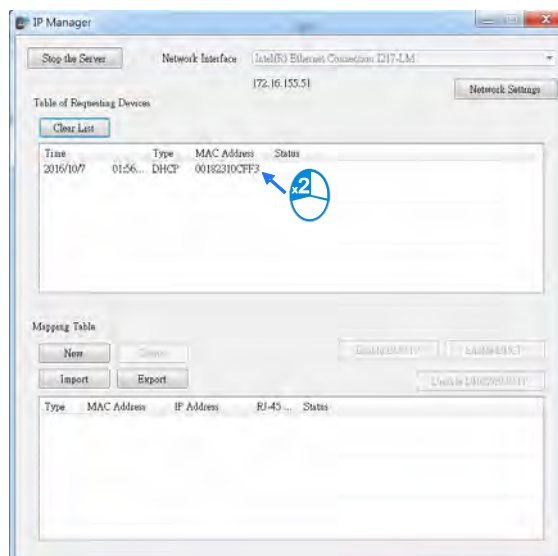 IP Manager
Stop the Server Network Interface Intel(R) Ethernet Connection I217-LM
172.16.155.51
Network Settings
Table of Requesting Devices
Clear List
Time Type MAC Address Status
2016/10/7 01:56... DHCP 00182310CFF3
x2
Mapping Table
New
Import Export
Type MAC Address IP Address RJ-45 ... Status